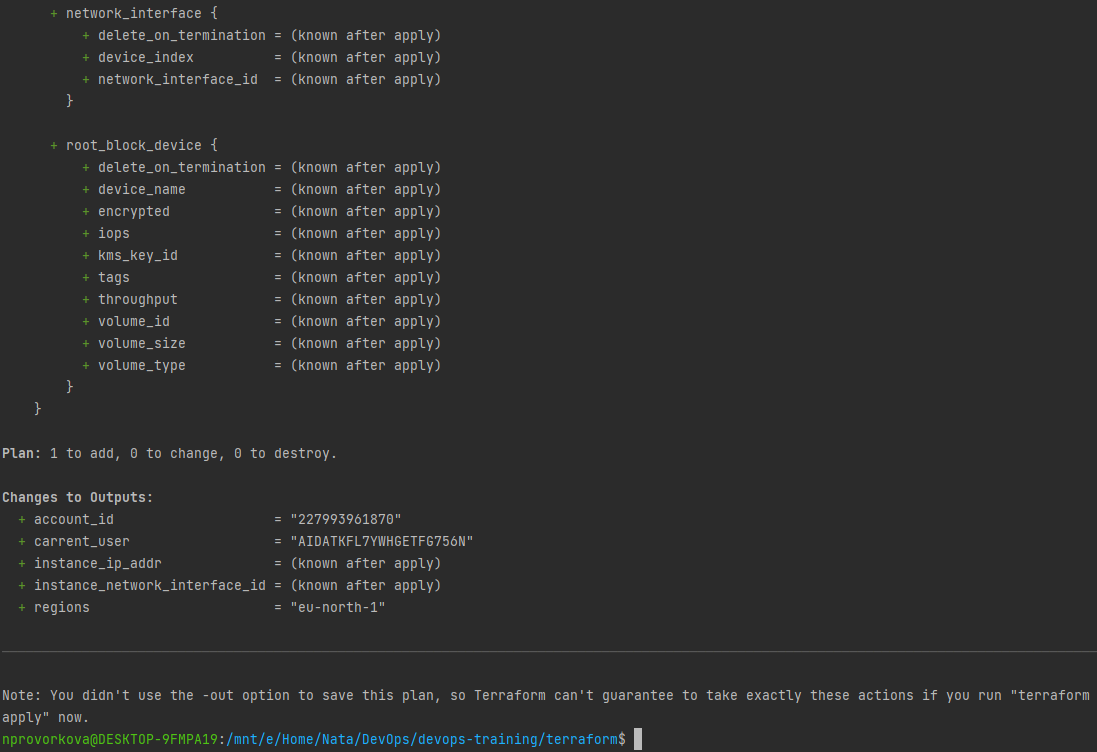 + network_interface {
+ delete_on_termination = (known after apply)
+ device_index          = (known after apply)
+ network_interface_id  = (known after apply)
}
+ root_block_device {
+ delete_on_termination = (known after apply)
+ device_name           = (known after apply)
+ encrypted             = (known after apply)
+ iops                  = (known after apply)
+ kms_key_id            = (known after apply)
+ tags                  = (known after apply)
+ throughput            = (known after apply)
+ volume_id             = (known after apply)
+ volume_size           = (known after apply)
+ volume_type           = (known after apply)
}
}
Plan: 1 to add, 0 to change, 0 to destroy.
Changes to Outputs:
+ account_id                    = "227993961870"
+ carrent_user                  = "AIDATKFL7YWHGETFG756N"
+ instance_ip_addr              = (known after apply)
+ instance_network_interface_id = (known after apply)
+ regions                       = "eu-north-1"
Note: You didn't use the -out option to save this plan, so Terraform can't guarantee to take exactly these actions if you run "terraform
apply" now.
nprovorkova@DESKTOP-9FMPA19:/mnt/e/Home/Nata/DevOps/devops-training/terraform$